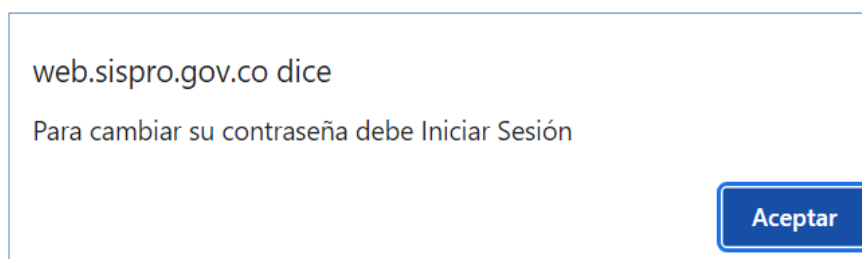 web.sispro.gov.co dice
Para cambiar su contraseña debe Iniciar Sesión
Aceptar